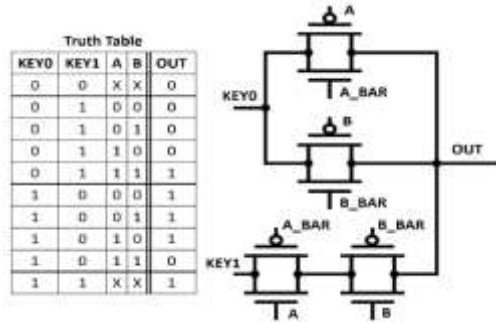 Truth Table
KEY0 KEY1 A B OUT
0 0 X X 0
0 1 0 0 0
0 1 0 1 0
0 1 1 0 0
0 1 1 1 1
1 0 0 0 1
1 0 0 1 1
1 0 1 0 1
1 0 1 1 0
1 1 X X 1
A
KEY0
A_BAR
B
OUT
B_BAR
A_BAR
B_BAR
KEY1
A
B